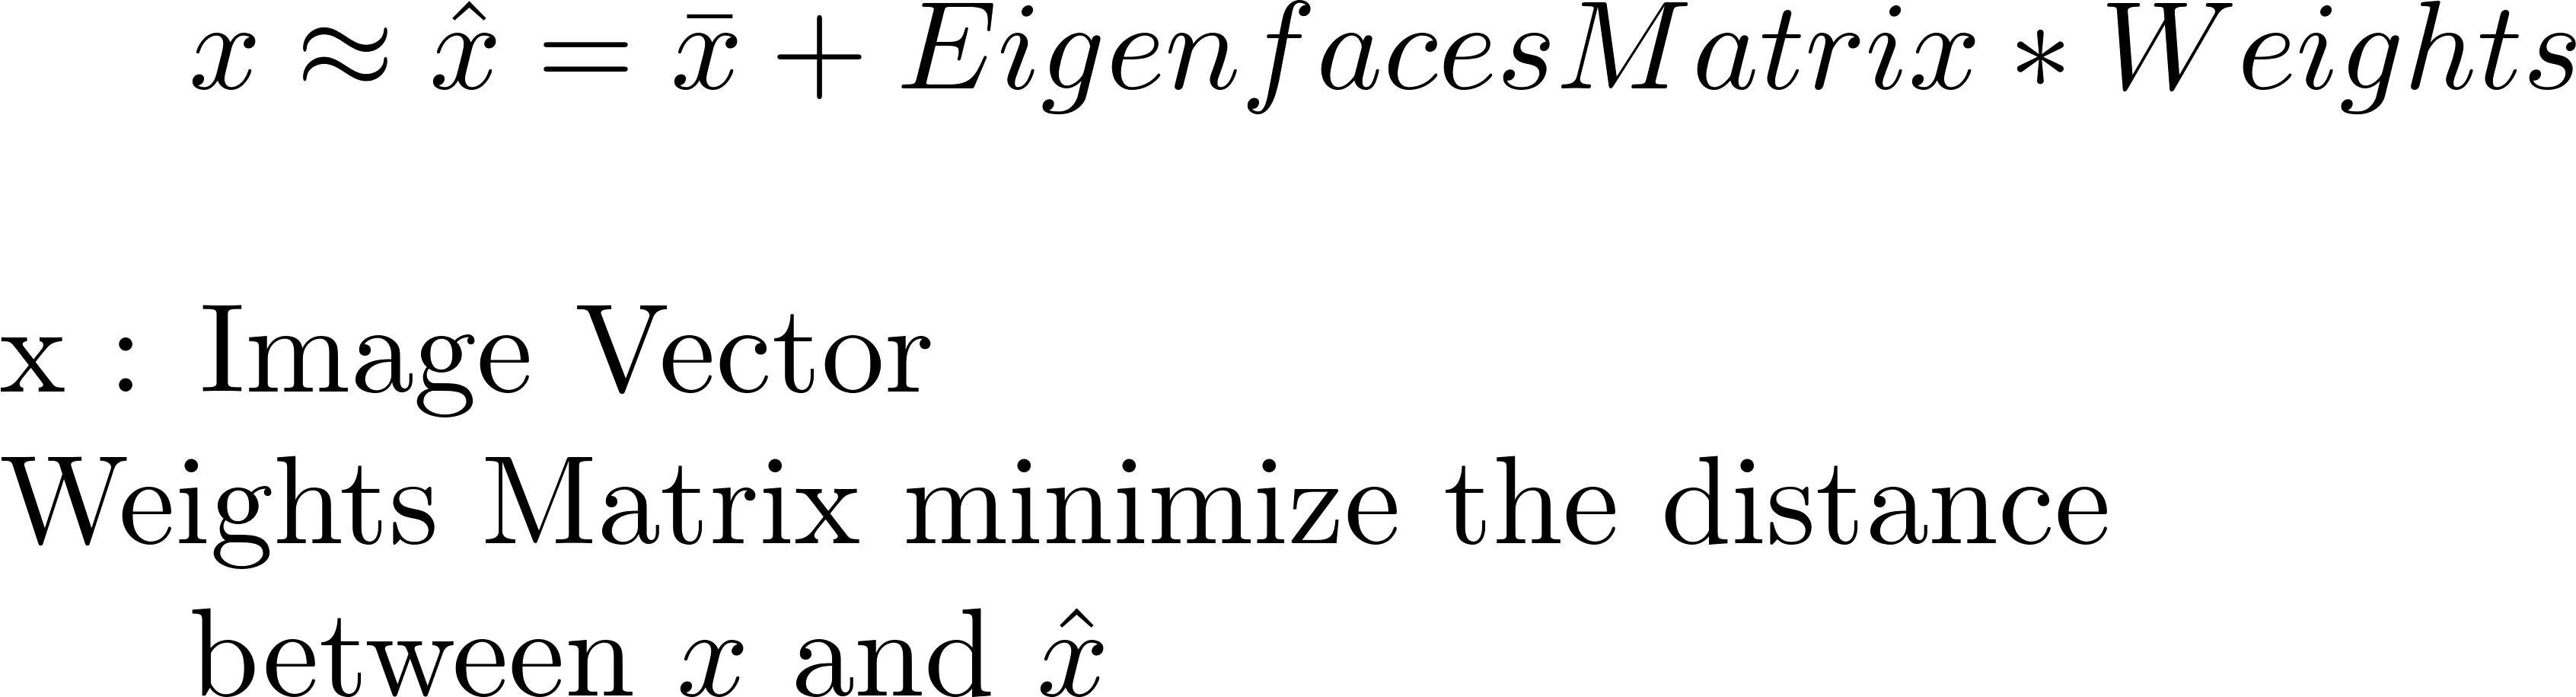 x ≈ x̂ = x̄ + EigenfacesMatrix ∗ Weights
x : Image Vector
Weights Matrix minimize the distance
between x and x̂